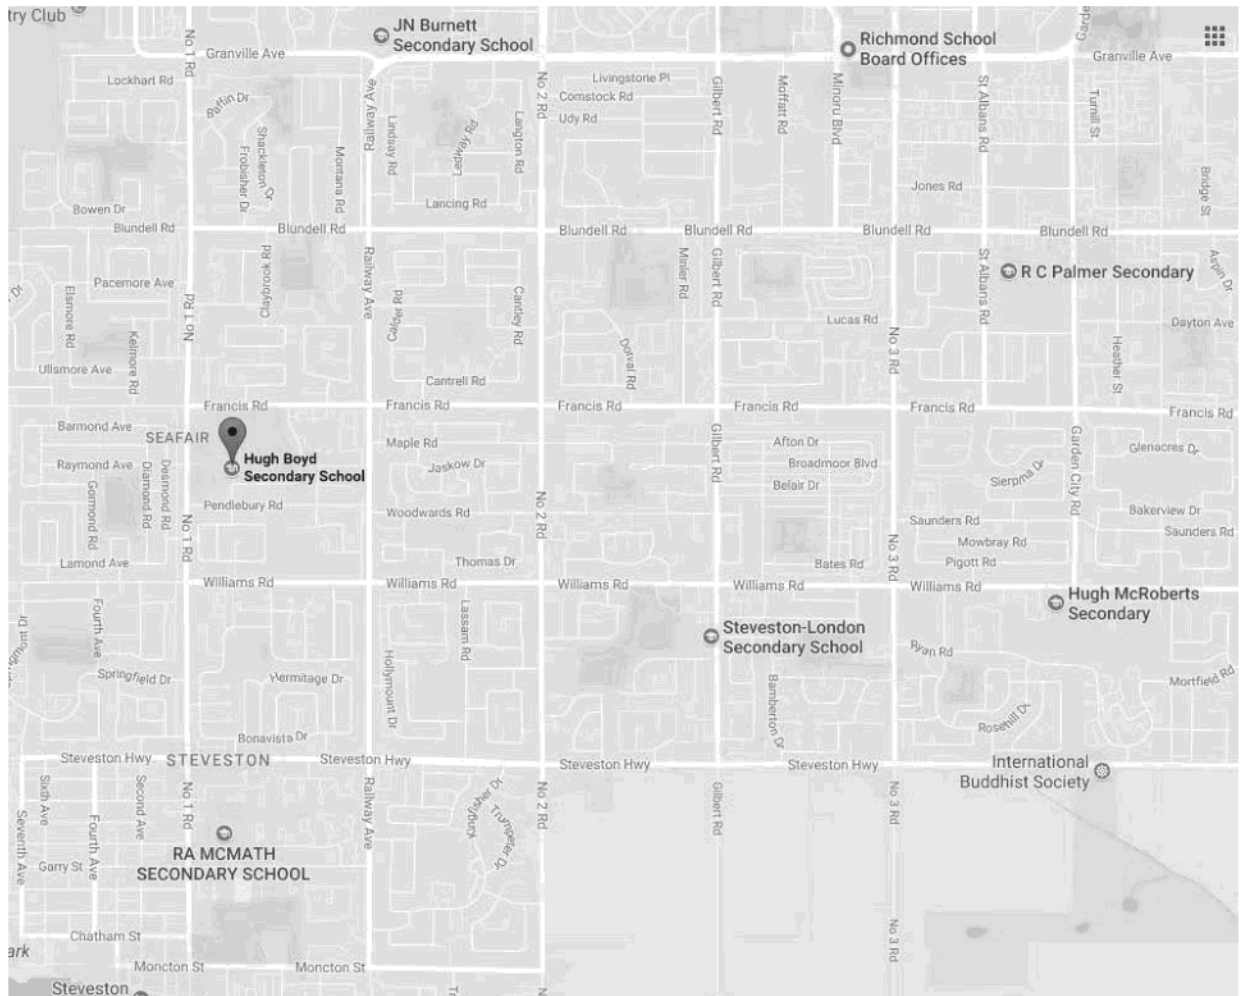 try Club
JN Burnett
Secondary School
Richmond School
Board Offices
No 1 Rd
Granville Ave
Granville Ave
Lockhart Rd
Railway Ave
No 2 Rd
Livingstone Pl
Comstock Rd
Udy Rd
Gilbert Rd
Moffatt Rd
Minoru Blvd
St Albans Rd
Turnill St
Baffin Dr
Shackleton Dr
Frobisher Dr
Montana Rd
Lindsay Rd
Ledway Rd
Langton Rd
Jones Rd
Bridge St
Bowen Dr
Lancing Rd
Blundell Rd
Blundell Rd
Blundell Rd
Blundell Rd
Blundell Rd
Blundell Rd
Pacemore Ave
Claybrook Rd
Railway Ave
Minler Rd
Gilbert Rd
St Albans Rd
R C Palmer Secondary
Aspin Dr
Dr
Elsmore Rd
No 1 Rd
Calder Rd
Cantley Rd
Lucas Rd
Dayton Ave
Kelmore Rd
Dorval Rd
No 3 Rd
Heather St
Ullsmore Ave
Cantrell Rd
Francis Rd
Francis Rd
Francis Rd
Francis Rd
Francis Rd
Francis Rd
Barmond Ave
SEAFAIR
Maple Rd
Gilbert Rd
Afton Dr
Garden City Rd
Glenacres Dr
Hugh Boyd
Secondary School
Raymond Ave
Jaskow Dr
Broadmoor Blvd
Sierpina Dr
Gormond Rd
Diamond Rd
Desmond Rd
Belair Dr
Pendlebury Rd
Woodwards Rd
No 2 Rd
Bakerview Dr
No 1 Rd
Saunders Rd
Saunders Rd
Mowbray Rd
Lamond Ave
Thomas Dr
Bates Rd
No 3 Rd
Pigott Rd
Williams Rd
Williams Rd
Williams Rd
Williams Rd
Williams Rd
Hugh McRoberts
Secondary
Fourth Ave
Lassam Rd
Steveston-London
Secondary School
Ryan Rd
Springfield Dr
Hermitage Dr
Hollymount Dr
Bamberton Dr
Mortfield Rd
Rosehill Dr
Bonavista Dr
Steveston Hwy
STEVESTON
Steveston Hwy
Steveston Hwy
Steveston Hwy
International
Buddhist Society
Sixth Ave
Second Ave
No 1 Rd
Railway Ave
Kingfisher Dr
No 2 Rd
Gilbert Rd
No 3 Rd
Seventh Ave
Fourth Ave
Trumpeter Dr
RA MCMATH
SECONDARY SCHOOL
Garry St
Chatham St
No 3 Rd
ark
Moncton St
Moncton St
Steveston